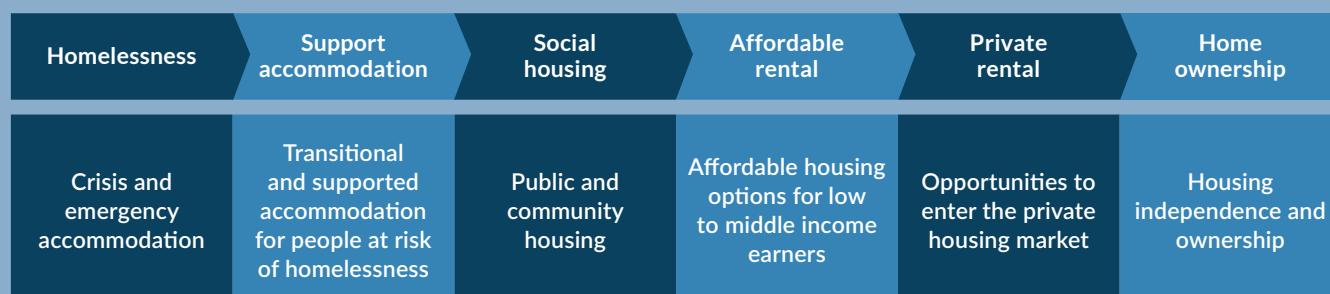 Homelessness
Support
accommodation
Social
housing
Affordable
rental
Private
rental
Home
ownership
Crisis and
emergency
accommodation
Transitional
and supported
accommodation
for people at risk
of homelessness
Public and
community
housing
Affordable housing
options for low
to middle income
earners
Opportunities to
enter the private
housing market
Housing
independence and
ownership